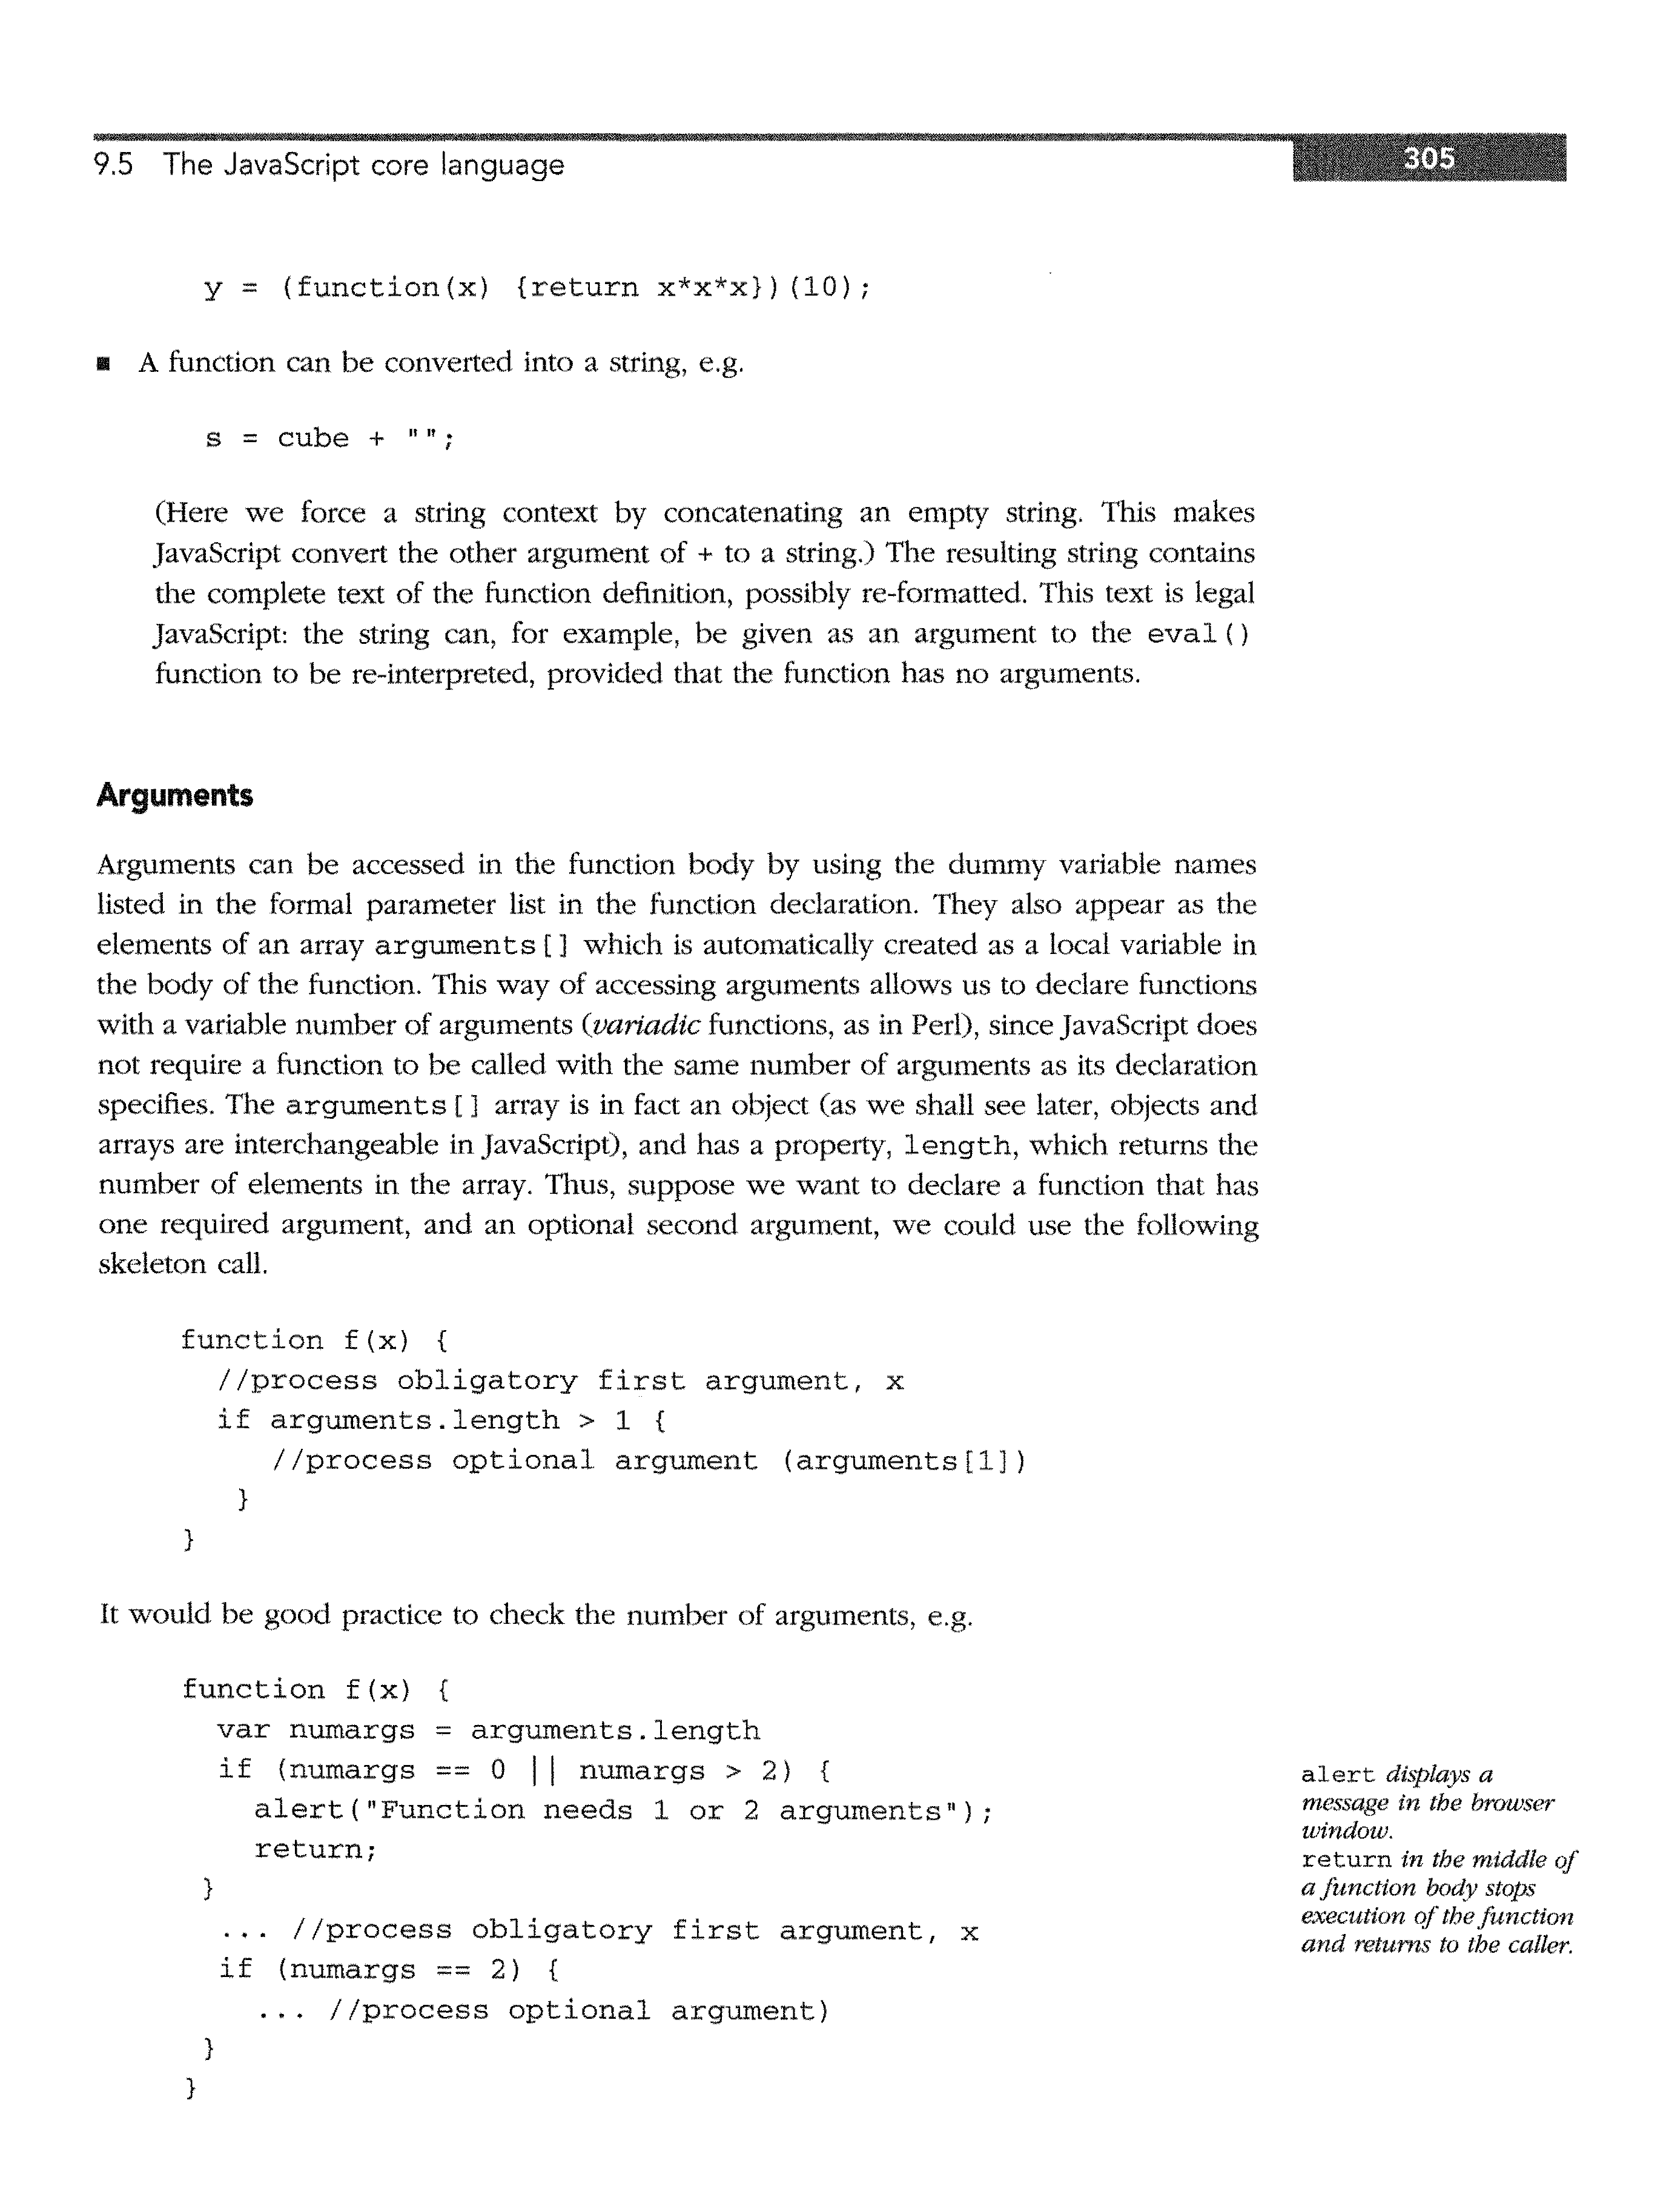 9.5 The JavaScript core language
305
y = (function(x) {return x*x*x})(10);
■ A function can be converted into a string, e.g.
s = cube + "";
(Here we force a string context by concatenating an empty string. This makes
JavaScript convert the other argument of + to a string.) The resulting string contains
the complete text of the function definition, possibly re-formatted. This text is legal
JavaScript: the string can, for example, be given as an argument to the eval()
function to be re-interpreted, provided that the function has no arguments.
Arguments
Arguments can be accessed in the function body by using the dummy variable names
listed in the formal parameter list in the function declaration. They also appear as the
elements of an array arguments[] which is automatically created as a local variable in
the body of the function. This way of accessing arguments allows us to declare functions
with a variable number of arguments (variadic functions, as in Perl), since JavaScript does
not require a function to be called with the same number of arguments as its declaration
specifies. The arguments[] array is in fact an object (as we shall see later, objects and
arrays are interchangeable in JavaScript), and has a property, length, which returns the
number of elements in the array. Thus, suppose we want to declare a function that has
one required argument, and an optional second argument, we could use the following
skeleton call.
function f(x) {
//process obligatory first argument, x
if arguments.length > 1 {
//process optional argument (arguments[1])
}
}
It would be good practice to check the number of arguments, e.g.
function f(x) {
var numargs = arguments.length
if (numargs == 0 || numargs > 2) {
alert("Function needs 1 or 2 arguments");
return;
}
... //process obligatory first argument, x
if (numargs == 2) {
... //process optional argument)
}
}
alert displays a
message in the browser
window.
return in the middle of
a function body stops
execution of the function
and returns to the caller.